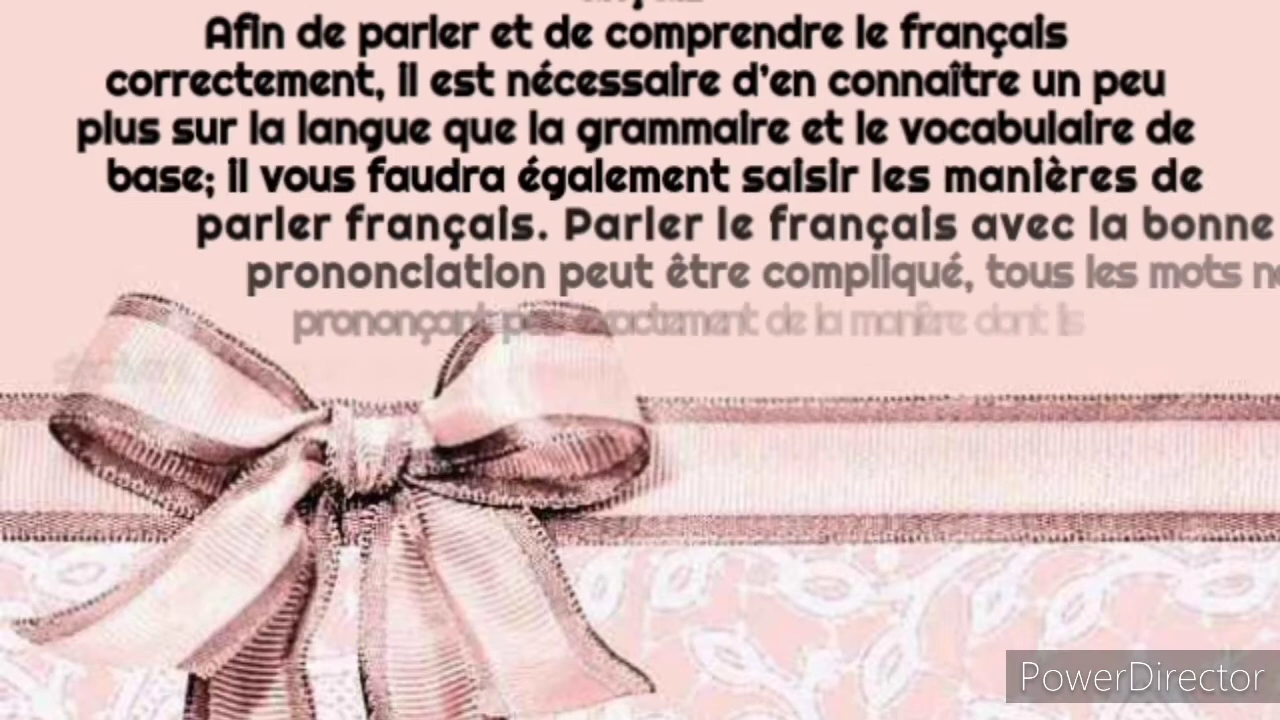 Afin de parler et de comprendre le français
correctement, il est nécessaire d’en connaître un peu
plus sur la langue que la grammaire et le vocabulaire de
base; il vous faudra également saisir les manières de
parler français. Parler le français avec la bonne
prononciation peut être compliqué, tous les mots
prononçant pas exactement de la manière dont ils
PowerDirector